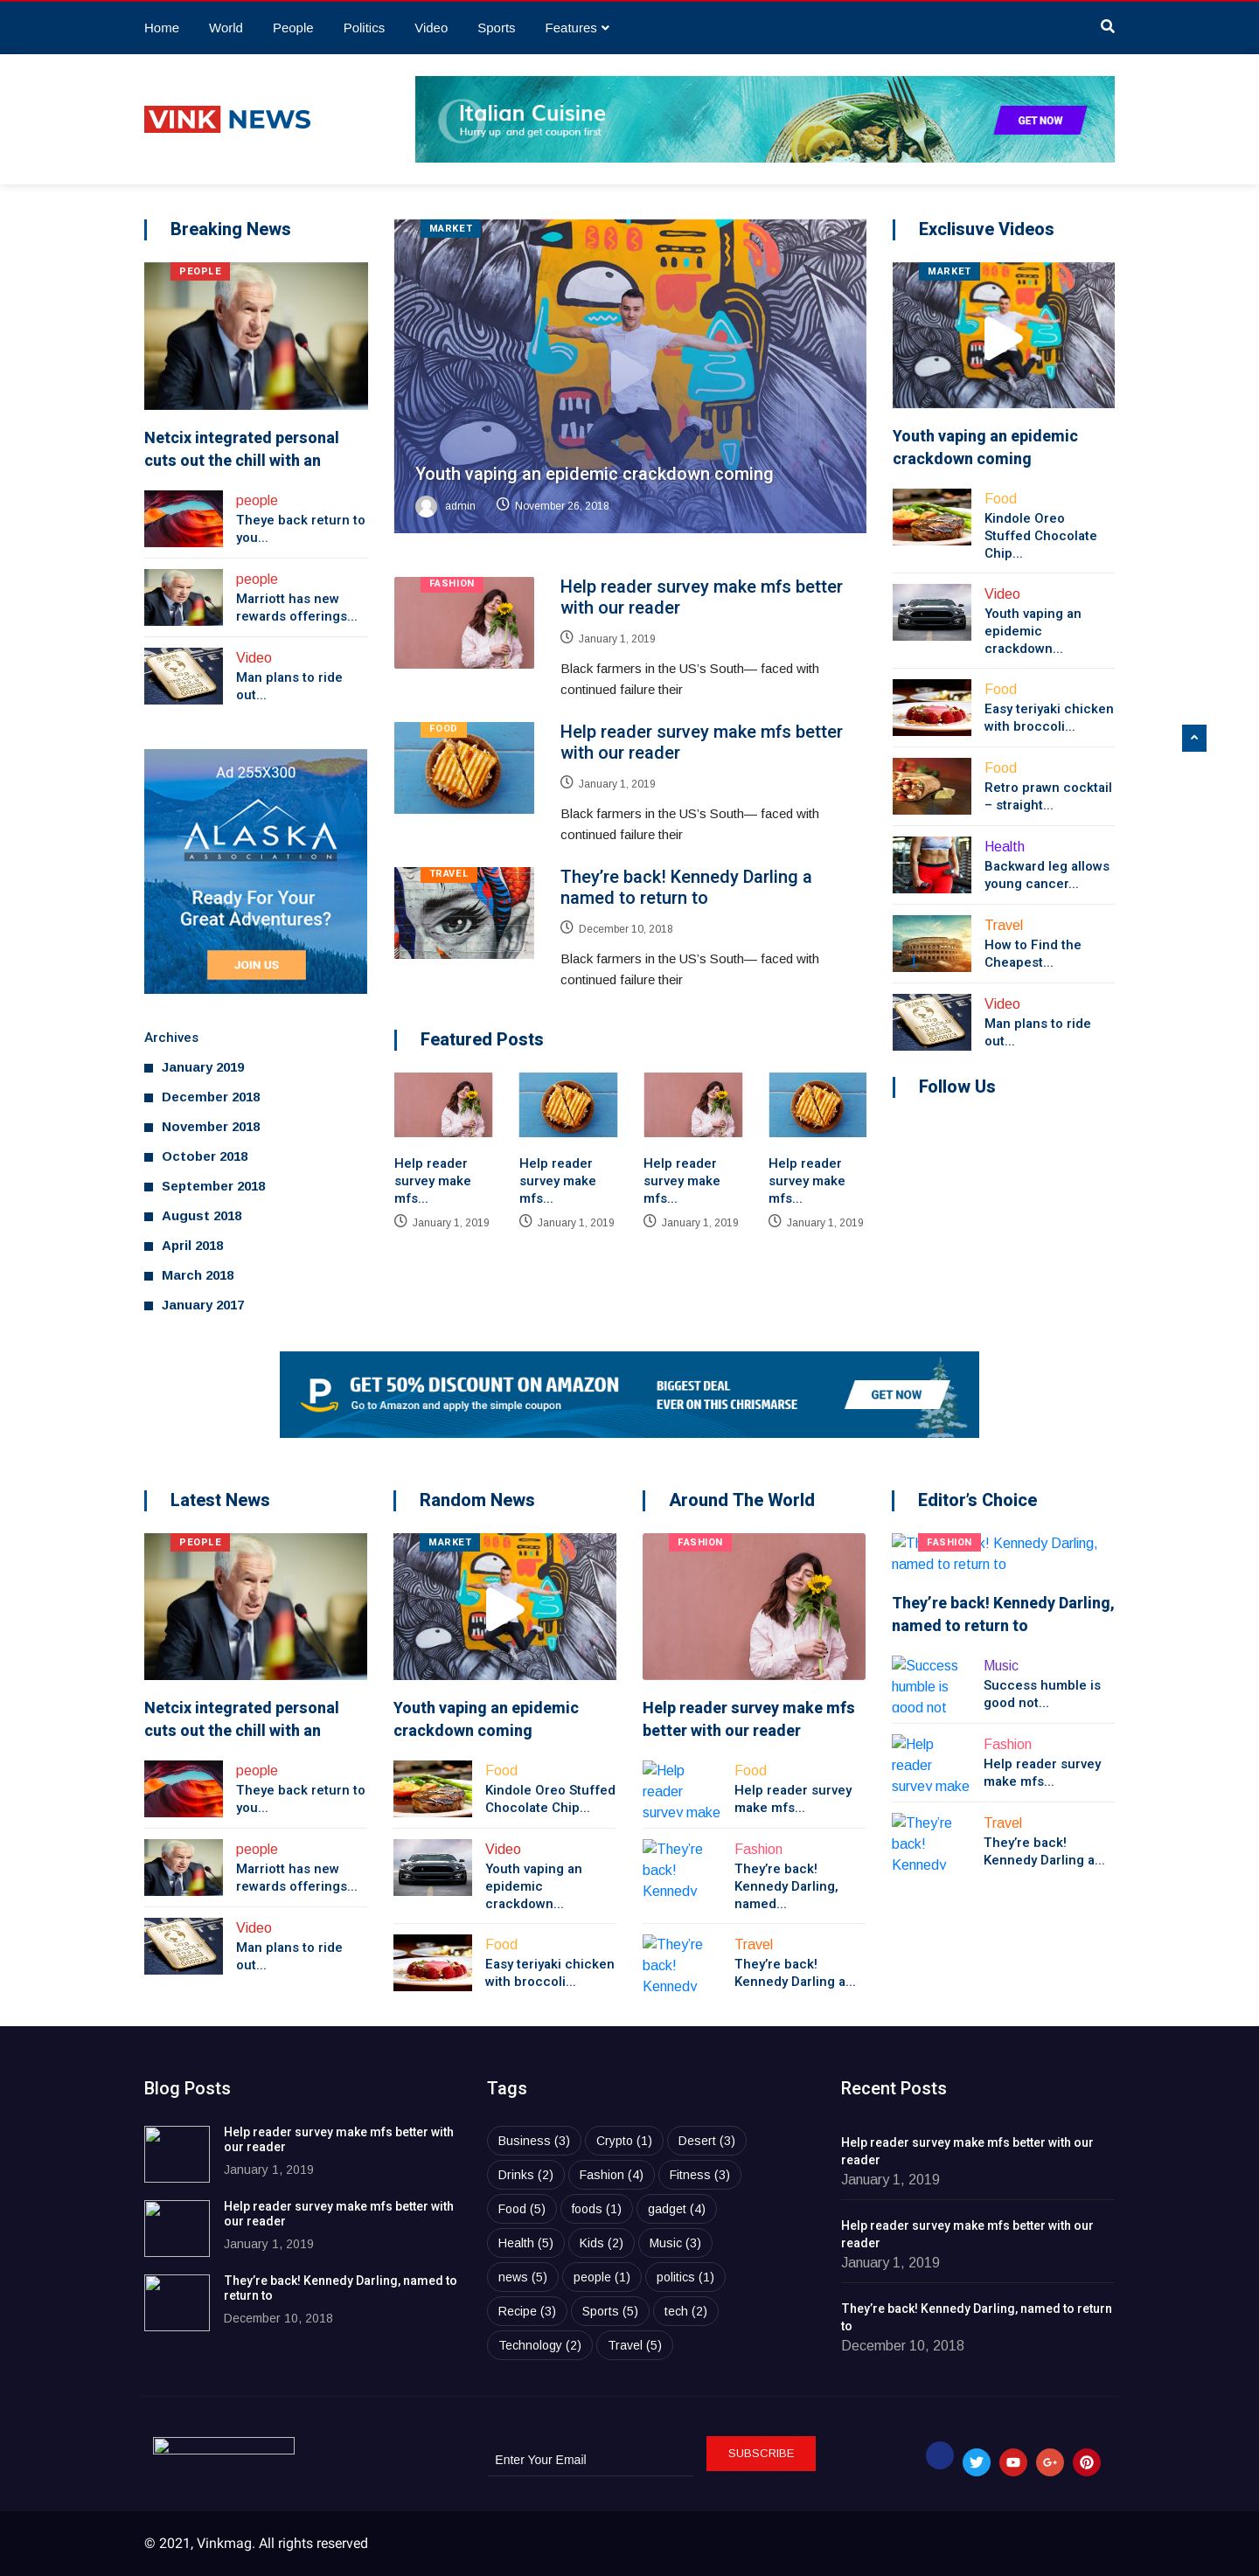 Home World People Politics Video Sports Features
VINK NEWS
Italian Cuisine
Hurry up and get coupon first
GET NOW
Breaking News
PEOPLE
Netcix integrated personal
cuts out the chill with an
people
Theye back return to
you...
people
Marriott has new
rewards offerings...
Video
Man plans to ride
out...
Ad 255X300
ALASKA
ASSOCIATION
Ready For Your
Great Adventures?
JOIN US
Archives
January 2019
December 2018
November 2018
October 2018
September 2018
August 2018
April 2018
March 2018
January 2017
MARKET
Youth vaping an epidemic crackdown coming
admin November 26, 2018
FASHION
Help reader survey make mfs better
with our reader
January 1, 2019
Black farmers in the US's South— faced with
continued failure their
FOOD
Help reader survey make mfs better
with our reader
January 1, 2019
Black farmers in the US's South— faced with
continued failure their
TRAVEL
They're back! Kennedy Darling a
named to return to
December 10, 2018
Black farmers in the US's South— faced with
continued failure their
Featured Posts
Help reader
survey make
mfs...
January 1, 2019
Help reader
survey make
mfs...
January 1, 2019
Help reader
survey make
mfs...
January 1, 2019
Help reader
survey make
mfs...
January 1, 2019
Exclisuve Videos
MARKET
Youth vaping an epidemic
crackdown coming
Food
Kindole Oreo
Stuffed Chocolate
Chip...
Video
Youth vaping an
epidemic
crackdown...
Food
Easy teriyaki chicken
with broccoli...
Food
Retro prawn cocktail
– straight...
Health
Backward leg allows
young cancer...
Travel
How to Find the
Cheapest...
Video
Man plans to ride
out...
Follow Us
GET 50% DISCOUNT ON AMAZON
Go to Amazon and apply the simple coupon
BIGGEST DEAL
EVER ON THIS CHRISMARSE
GET NOW
Latest News
PEOPLE
Netcix integrated personal
cuts out the chill with an
people
Theye back return to
you...
people
Marriott has new
rewards offerings...
Video
Man plans to ride
out...
Random News
MARKET
Youth vaping an epidemic
crackdown coming
Food
Kindole Oreo Stuffed
Chocolate Chip...
Video
Youth vaping an
epidemic
crackdown...
Food
Easy teriyaki chicken
with broccoli...
Around The World
FASHION
Help reader survey make mfs
better with our reader
Help
reader
survey make
Food
Help reader survey
make mfs...
They're
back!
Kennedy
Fashion
They're back!
Kennedy Darling,
named...
They're
back!
Kennedy
Travel
They're back!
Kennedy Darling a...
Editor's Choice
FASHION
! Kennedy Darling,
named to return to
They're back! Kennedy Darling,
named to return to
Success
humble is
good not
Music
Success humble is
good not...
Help
reader
survey make
Fashion
Help reader survey
make mfs...
They're
back!
Kennedy
Travel
They're back!
Kennedy Darling a...
Blog Posts
Help reader survey make mfs better with
our reader
January 1, 2019
Help reader survey make mfs better with
our reader
January 1, 2019
They're back! Kennedy Darling, named to
return to
December 10, 2018
Tags
Business (3) Crypto (1) Desert (3)
Drinks (2) Fashion (4) Fitness (3)
Food (5) foods (1) gadget (4)
Health (5) Kids (2) Music (3)
news (5) people (1) politics (1)
Recipe (3) Sports (5) tech (2)
Technology (2) Travel (5)
Recent Posts
Help reader survey make mfs better with our
reader
January 1, 2019
Help reader survey make mfs better with our
reader
January 1, 2019
They're back! Kennedy Darling, named to return
to
December 10, 2018
Enter Your Email
SUBSCRIBE
© 2021, Vinkmag. All rights reserved